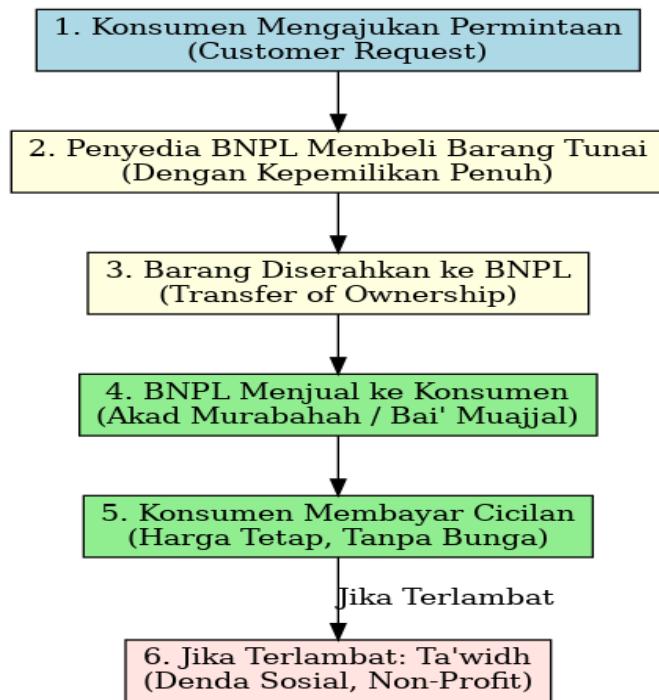 1. Konsumen Mengajukan Permintaan
(Customer Request)
2. Penyedia BNPL Membeli Barang Tunai
(Dengan Kepemilikan Penuh)
3. Barang Diserahkan ke BNPL
(Transfer of Ownership)
4. BNPL Menjual ke Konsumen
(Akad Murabahah / Bai' Muajjal)
5. Konsumen Membayar Cicilan
(Harga Tetap, Tanpa Bunga)
Jika Terlambat
6. Jika Terlambat: Ta'widh
(Denda Sosial, Non-Profit)